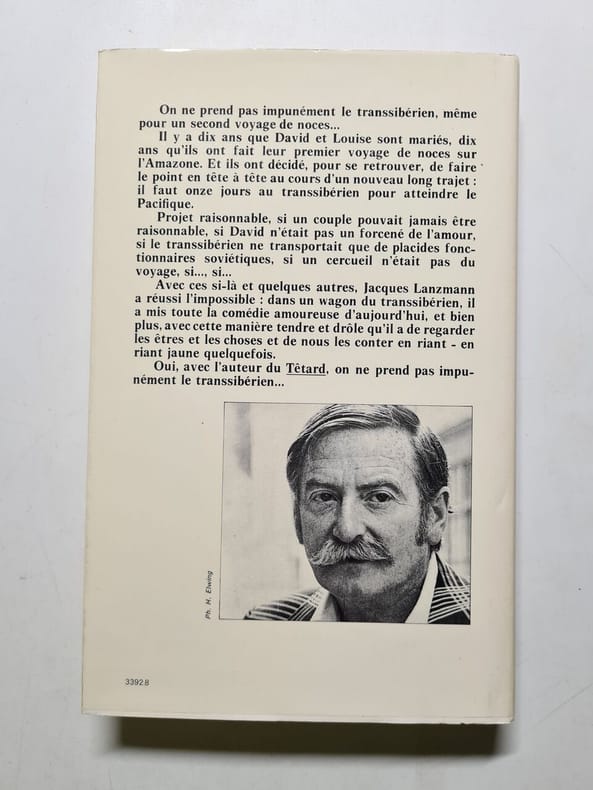 On ne prend pas impunément le transsibérien, même
pour un second voyage de noces...
Il y a dix ans que David et Louise sont mariés, dix
ans qu'ils ont fait leur premier voyage de noces sur
l'Amazone. Et ils ont décidé, pour se retrouver, de faire
le point en tête à tête au cours d'un nouveau long trajet :
il faut onze jours au transsibérien pour atteindre le
Pacifique.
Projet raisonnable, si un couple pouvait jamais être
raisonnable, si David n'était pas un forcené de l'amour,
si le transsibérien ne transportait que de placides fonc-
tionnaires soviétiques, si un cercueil n'était pas du
voyage, si..., si...
Avec ces si-là et quelques autres, Jacques Lanzmann
a réussi l'impossible : dans un wagon du transsibérien, il
a mis toute la comédie amoureuse d'aujourd'hui, et bien
plus, avec cette manière tendre et drôle qu'il a de regarder
les êtres et les choses et de nous les conter en riant - en
riant jaune quelquefois.
Oui, avec l'auteur du Têtard, on ne prend pas impu-
nément le transsibérien...
Ph. H. Elwing
3392.8